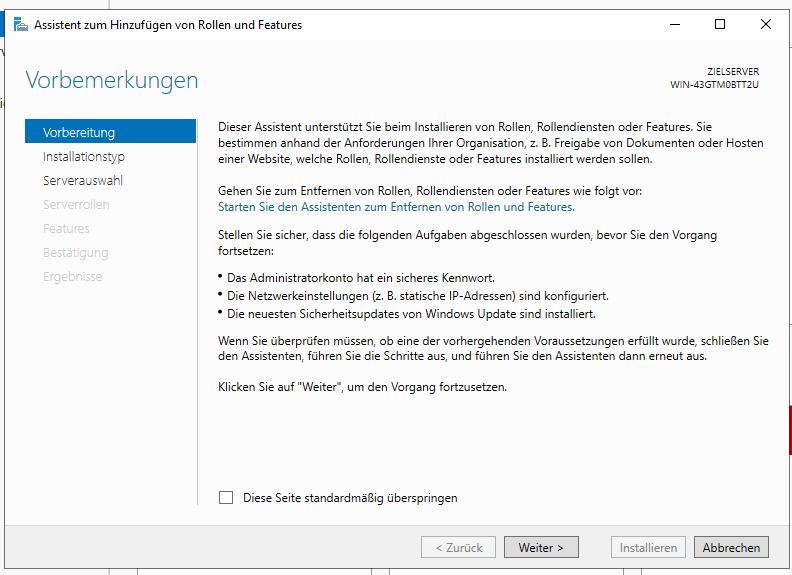 Assistent zum Hinzufügen von Rollen und Features
Vorbemerkungen
ZIELSERVER
WIN-43GTM0BTT2U
Vorbereitung
Installationstyp
Serverauswahl
Serverrollen
Features
Bestätigung
Ergebnisse
Dieser Assistent unterstützt Sie beim Installieren von Rollen, Rollendiensten oder Features. Sie
bestimmen anhand der Anforderungen Ihrer Organisation, z. B. Freigabe von Dokumenten oder Hosten
einer Website, welche Rollen, Rollendienste oder Features installiert werden sollen.
Gehen Sie zum Entfernen von Rollen, Rollendiensten oder Features wie folgt vor:
Starten Sie den Assistenten zum Entfernen von Rollen und Features.
Stellen Sie sicher, dass die folgenden Aufgaben abgeschlossen wurden, bevor Sie den Vorgang
fortsetzen:
• Das Administratorkonto hat ein sicheres Kennwort.
• Die Netzwerkeinstellungen (z. B. statische IP-Adressen) sind konfiguriert.
• Die neuesten Sicherheitsupdates von Windows Update sind installiert.
Wenn Sie überprüfen müssen, ob eine der vorhergehenden Voraussetzungen erfüllt wurde, schließen Sie
den Assistenten, führen Sie die Schritte aus, und führen Sie den Assistenten dann erneut aus.
Klicken Sie auf "Weiter", um den Vorgang fortzusetzen.
Diese Seite standardmäßig überspringen
< Zurück
Weiter >
Installieren
Abbrechen